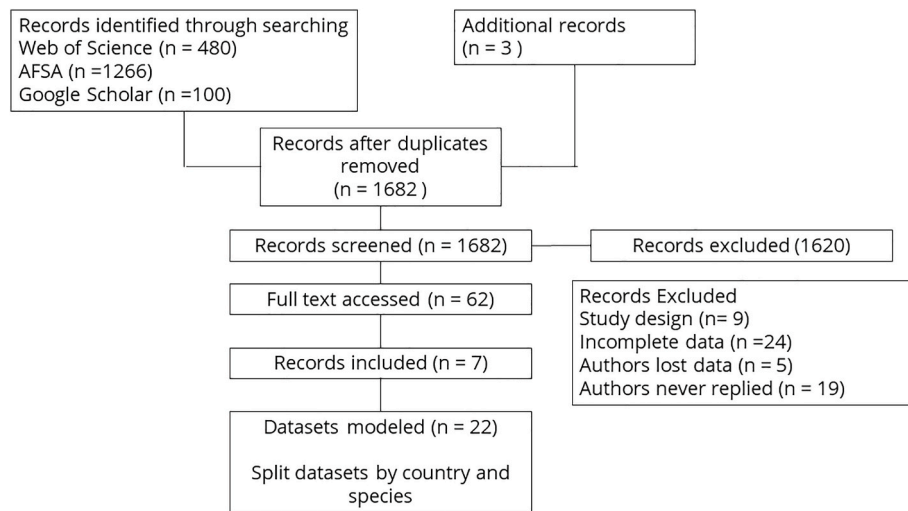 Records identified through searching
Web of Science (n = 480)
AFSA (n =1266)
Google Scholar (n =100)
Additional records
(n = 3 )
Records after duplicates
removed
(n = 1682 )
Records screened (n = 1682)
Records excluded (1620)
Full text accessed (n = 62)
Records Excluded
Study design (n= 9)
Incomplete data (n =24)
Authors lost data (n = 5)
Authors never replied (n = 19)
Records included (n = 7)
Datasets modeled (n = 22)
Split datasets by country and
species